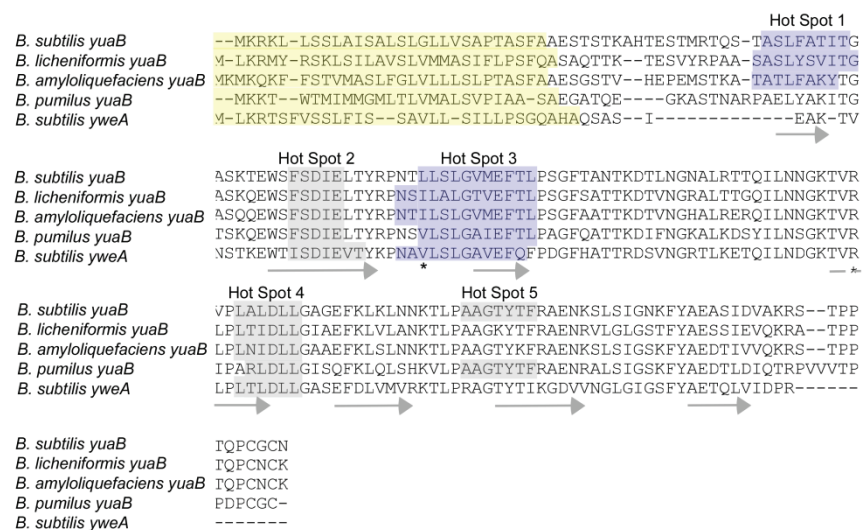 Hot Spot 1
B. subtilis yuaB --MKRKL-LSSLAISALSLGLLVSAPTASFAAESTSTKAHTESTMRTQS-TASLFATITG
B. licheniformis yuaB M-LKRMY-RSKLSILAVSLVMMASIFLPSFQASAQTTK--TESVYRPAA-SASLYSVITG
B. amyloliquefaciens yuaB MKMKQKF-FSTVMASLFGLVLLLSLPTASFAAESGSTV-HEPEMSTKA-TATLFAKYTG
B. pumilus yuaB --MKKT--WTMIMMGMLTLVMALSVPIAA-SAEGATQE---GKASTNARPAELYAKITG
B. subtilis yweA M-LKRTSFVSSLFIS--SAVLL-SILLPSGQAHAQSAS-I----------EAK-TV
Hot Spot 2 Hot Spot 3
B. subtilis yuaB ASKTEWSFSDIELTYRPNTLLSLGVMEFTLPSGFTANTKDTLNGNALRTTQILNNGKTVR
B. licheniformis yuaB ASKQEWSFSDIELTYRPNSILALGTVEFTLPSGFSATTKDTVNGRALTTGQILNNGKTVR
B. amyloliquefaciens yuaB ASQQEWSFSDIELTYRPNTILSLGVMEFTLPSGFAATTKDTVNGHALRERQILNNGKTVR
B. pumilus yuaB TSKQEWSFSDIELTYRPNSVLSLGAIEFTLPAGFQATTKDIFNGKALKDSYILNSGKTVR
B. subtilis yweA NSTKEWTISDIEVTYKPNAVLSLGAVEFQFPDGFHATTRDSVNGRTLKETQILNDGKTVR
* *
Hot Spot 4 Hot Spot 5
B. subtilis yuaB VPLALDLLGAGEFKLKLNNKTLPAAGTYTFRAENKSLSIGNKFYAEASIDVAKRS--TPP
B. licheniformis yuaB LPLTIDLLGIAEFKLVLANKTLPAAGKYTFRAENRVLGLGSTFYAESSIEVQKRA--TPP
B. amyloliquefaciens yuaB LPLNIDLLGAAEFKLSLNNKTLPAAGTYKFRAENKSLSIGSKFYAEDTIVVQKRS--TPP
B. pumilus yuaB IPARLDLLGISQFKLQLSHKVLPAAGTYTFRAENRALSIGSKFYAEDTLDIQTRPVVVTP
B. subtilis yweA LPLTLDLLGASEFDLVMVRKTLPRAGTYTIKGDVVNGLGIGSFYAETQLVIDPR------
B. subtilis yuaB TQPCGCN
B. licheniformis yuaB TQPCNCK
B. amyloliquefaciens yuaB TQPCNCK
B. pumilus yuaB PDPCGC-
B. subtilis yweA -------